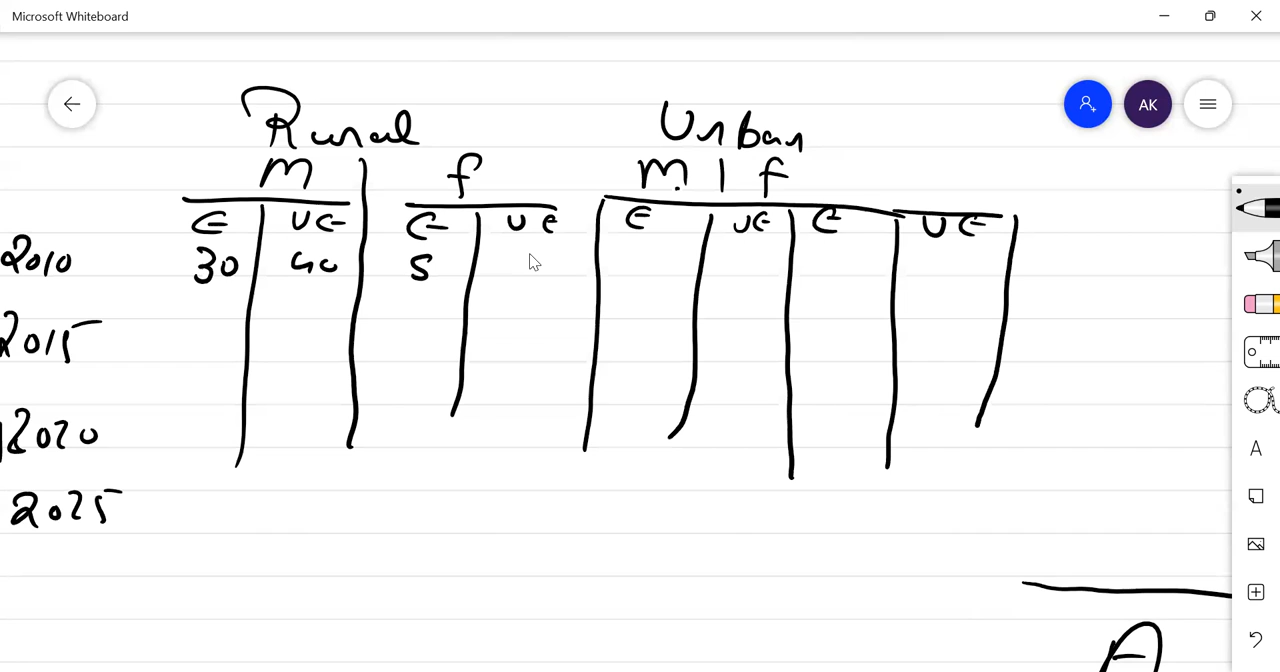 Microsoft Whiteboard
AK
Rural Urban
M f m | f
E UE E UE E UE E UE
2010 30 40 5
2015
2020
2025
A
A